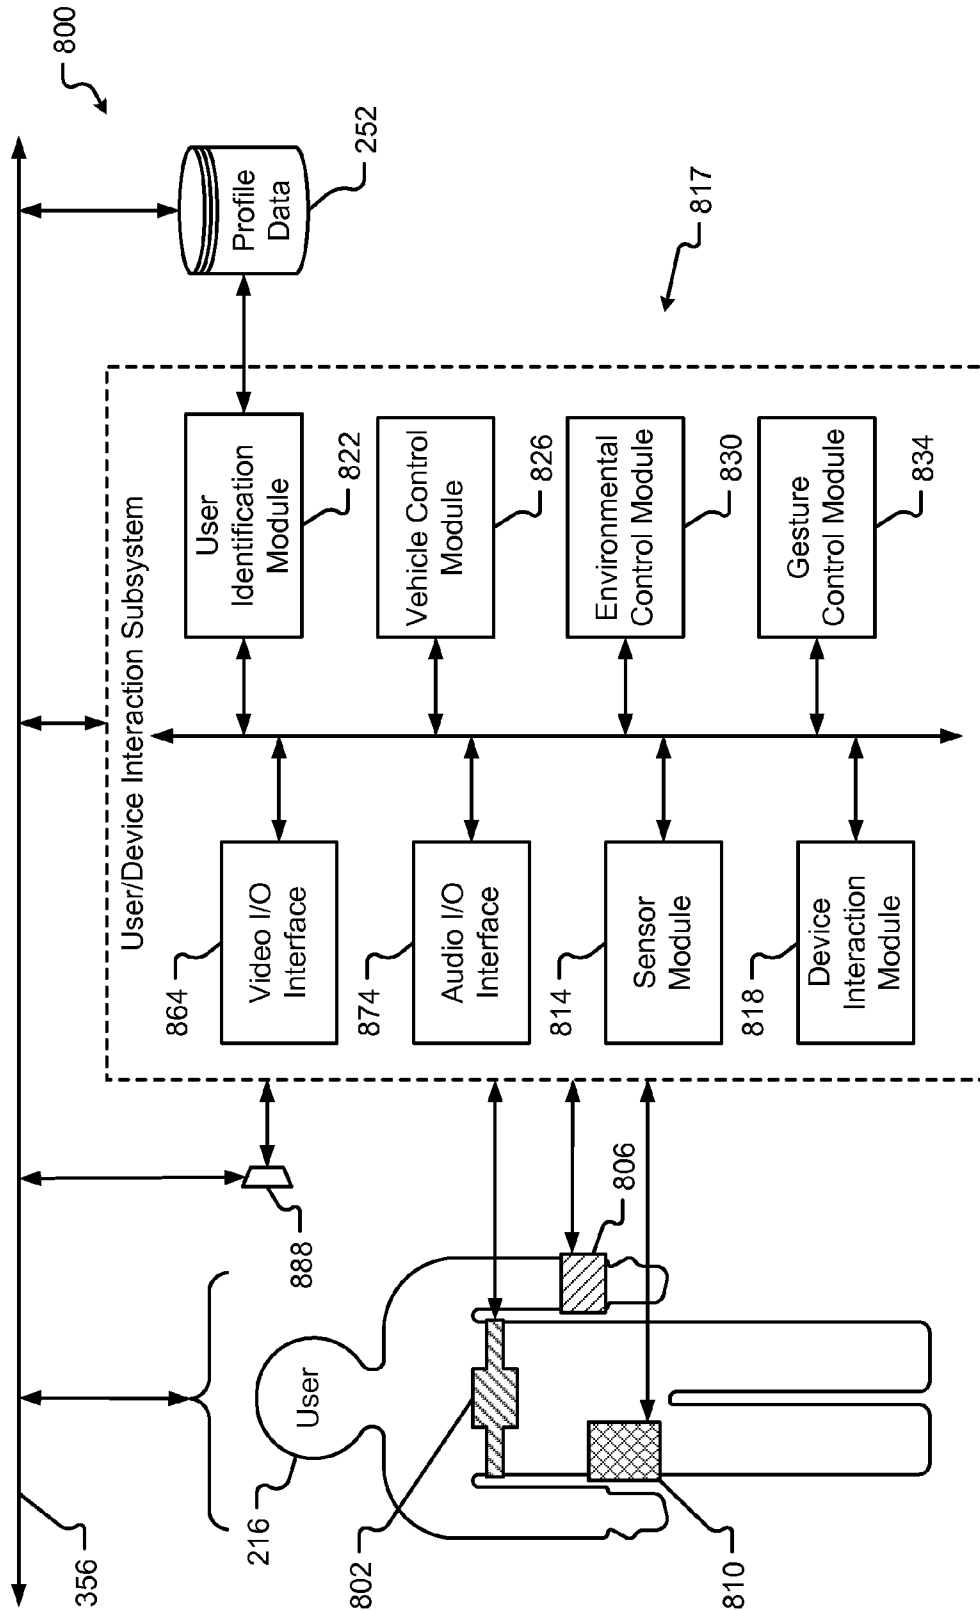 800
356
Profile
Data
252
817
User/Device Interaction Subsystem
User
Identification
Module
822
Vehicle Control
Module
826
Environmental
Control Module
830
Gesture
Control Module
834
864
Video I/O
Interface
874
Audio I/O
Interface
814
Sensor
Module
818
Device
Interaction
Module
888
806
User
216
802
810